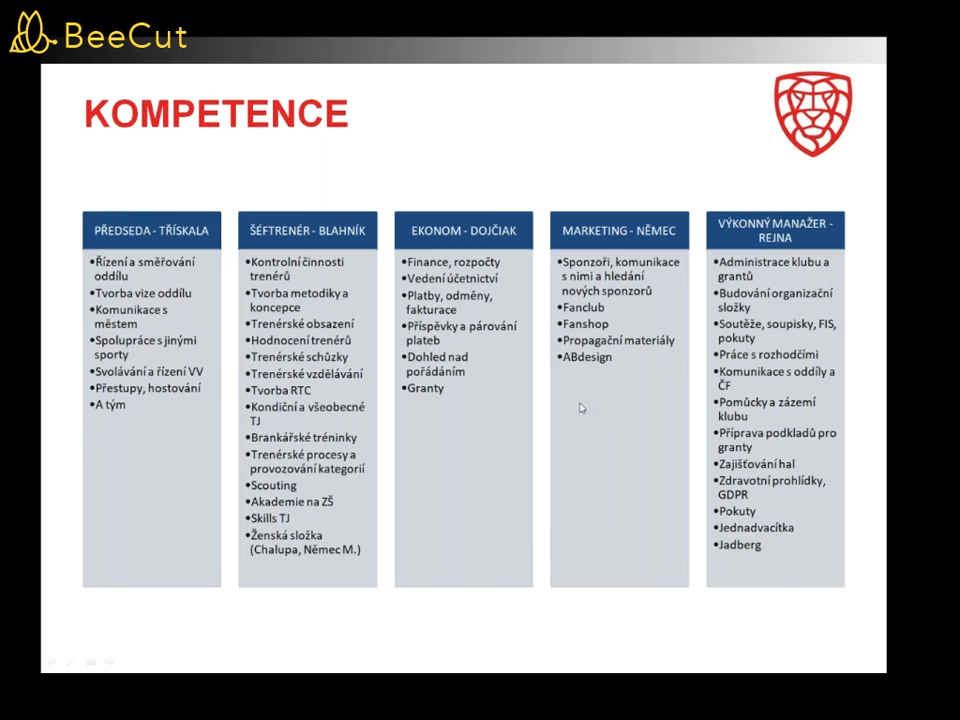 BeeCut
KOMPETENCE
PŘEDSEDA - TŘÍSKALA
•Řízení a směřování
oddílu
•Tvorba vize oddílu
•Komunikace s
městem
•Spolupráce s jinými
sporty
•Svolávání a řízení VV
•Přestupy, hostování
•A tým
ŠÉFTRENÉR - BLAHNÍK
•Kontrolní činnosti
trenérů
•Tvorba metodiky a
koncepce
•Trenérské obsazení
•Hodnocení trenérů
•Trenérské schůzky
•Trenérské vzdělávání
•Tvorba RTC
•Kondiční a všeobecné
TJ
•Brankářské tréninky
•Trenérské procesy a
provozování kategorií
•Scouting
•Akademie na ZŠ
•Skills TJ
•Ženská složka
(Chalupa, Němec M.)
EKONOM - DOJČIAK
•Finance, rozpočty
•Vedení účetnictví
•Platby, odměny,
fakturace
•Příspěvky a párování
plateb
•Dohled nad
pořádáním
•Granty
MARKETING - NĚMEC
•Sponzoři, komunikace
s nimi a hledání
nových sponzorů
•Fanclub
•Fanshop
•Propagační materiály
•ABdesign
VÝKONNÝ MANAŽER -
REJNA
•Administrace klubu a
grantů
•Budování organizační
složky
•Soutěže, soupisky, FIS,
pokuty
•Práce s rozhodčími
•Komunikace s oddíly a
ČF
•Pomůcky a zázemí
klubu
•Příprava podkladů pro
granty
•Zajišťování hal
•Zdravotní prohlídky,
GDPR
•Pokuty
•Jednadvacítka
•Jadberg